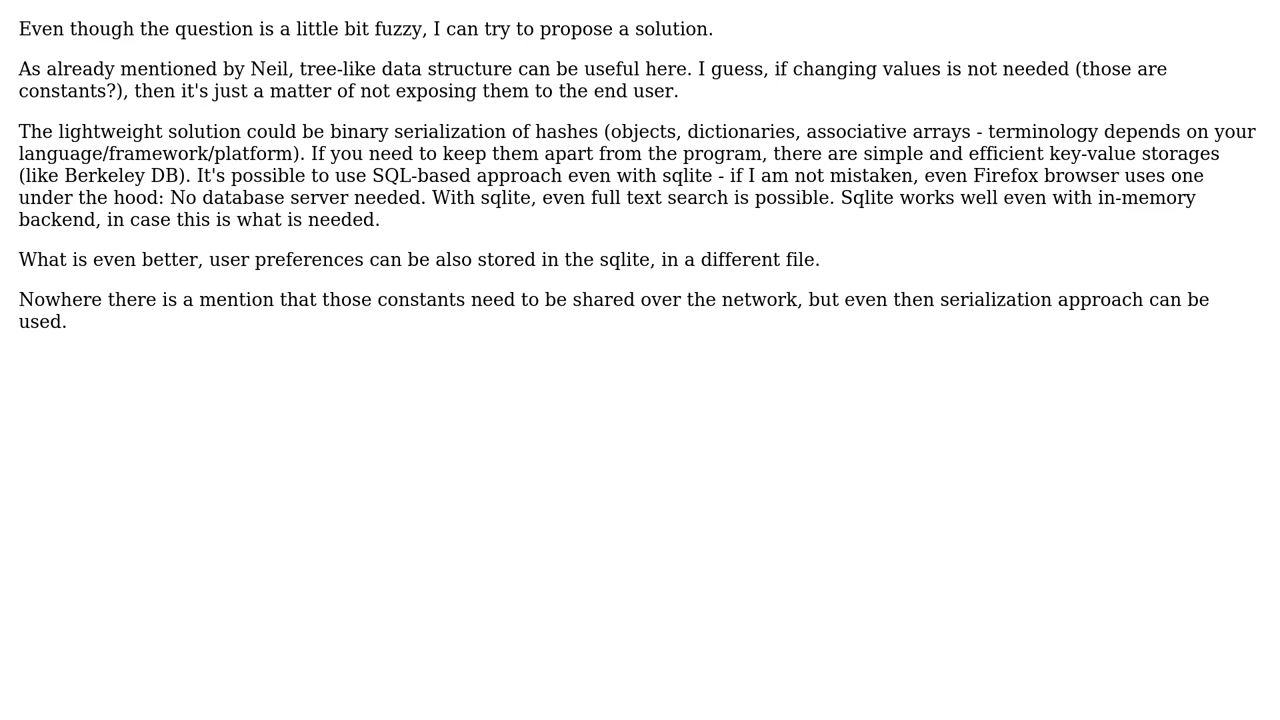 Even though the question is a little bit fuzzy, I can try to propose a solution.
As already mentioned by Neil, tree-like data structure can be useful here. I guess, if changing values is not needed (those are
constants?), then it's just a matter of not exposing them to the end user.
The lightweight solution could be binary serialization of hashes (objects, dictionaries, associative arrays - terminology depends on your
language/framework/platform). If you need to keep them apart from the program, there are simple and efficient key-value storages
(like Berkeley DB). It's possible to use SQL-based approach even with sqlite - if I am not mistaken, even Firefox browser uses one
under the hood: No database server needed. With sqlite, even full text search is possible. Sqlite works well even with in-memory
backend, in case this is what is needed.
What is even better, user preferences can be also stored in the sqlite, in a different file.
Nowhere there is a mention that those constants need to be shared over the network, but even then serialization approach can be
used.